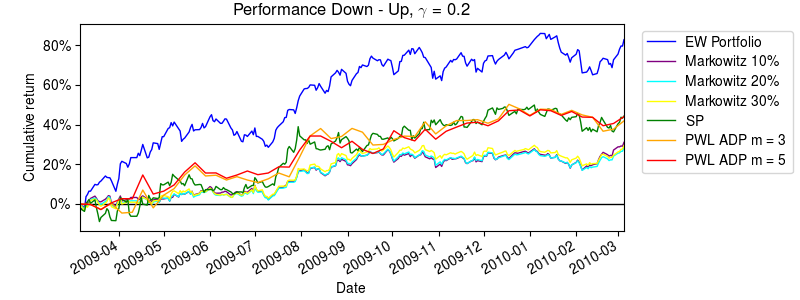 Performance Down - Up, γ = 0.2
Cumulative return
80%
60%
40%
20%
0%
2009-04
2009-05
2009-06
2009-07
2009-08
2009-09
2009-10
2009-11
2009-12
2010-01
2010-02
2010-03
Date
EW Portfolio
Markowitz 10%
Markowitz 20%
Markowitz 30%
SP
PWL ADP m = 3
PWL ADP m = 5